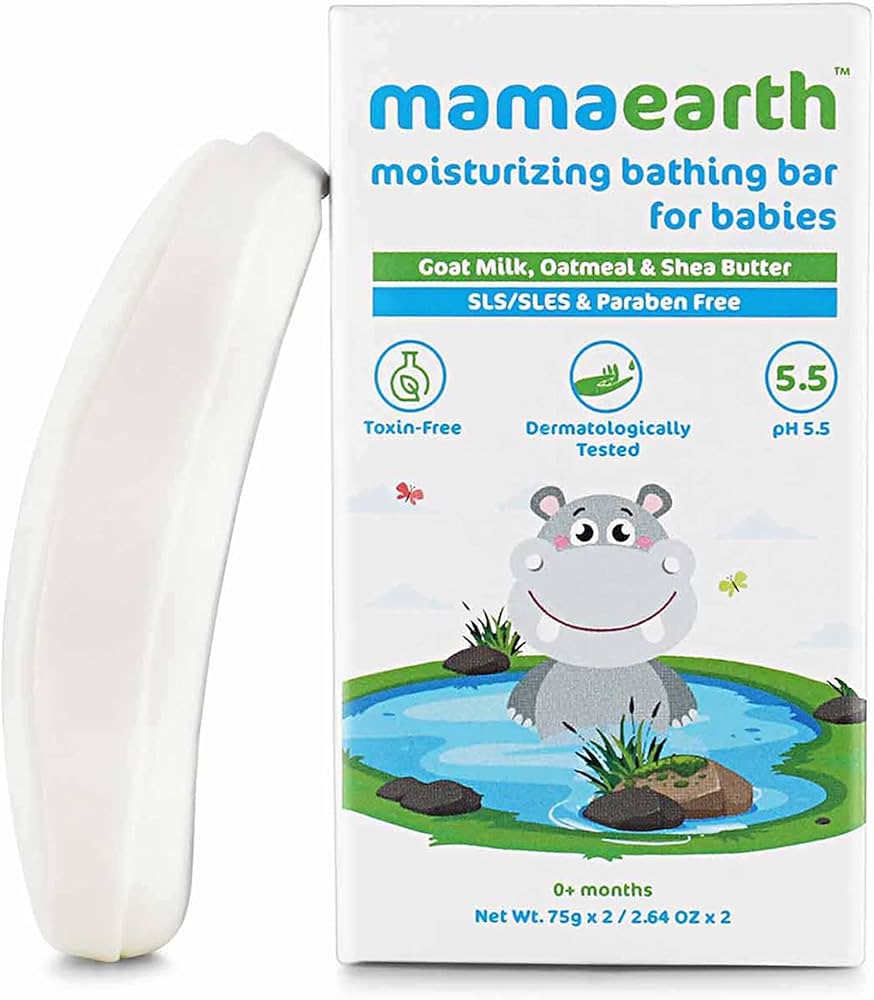 mamaearth™
moisturizing bathing bar
for babies
Goat Milk, Oatmeal & Shea Butter
SLS/SLES & Paraben Free
5.5
Toxin-Free
Dermatologically
Tested
pH 5.5
0+ months
Net Wt. 75g x 2 / 2.64 OZ x 2